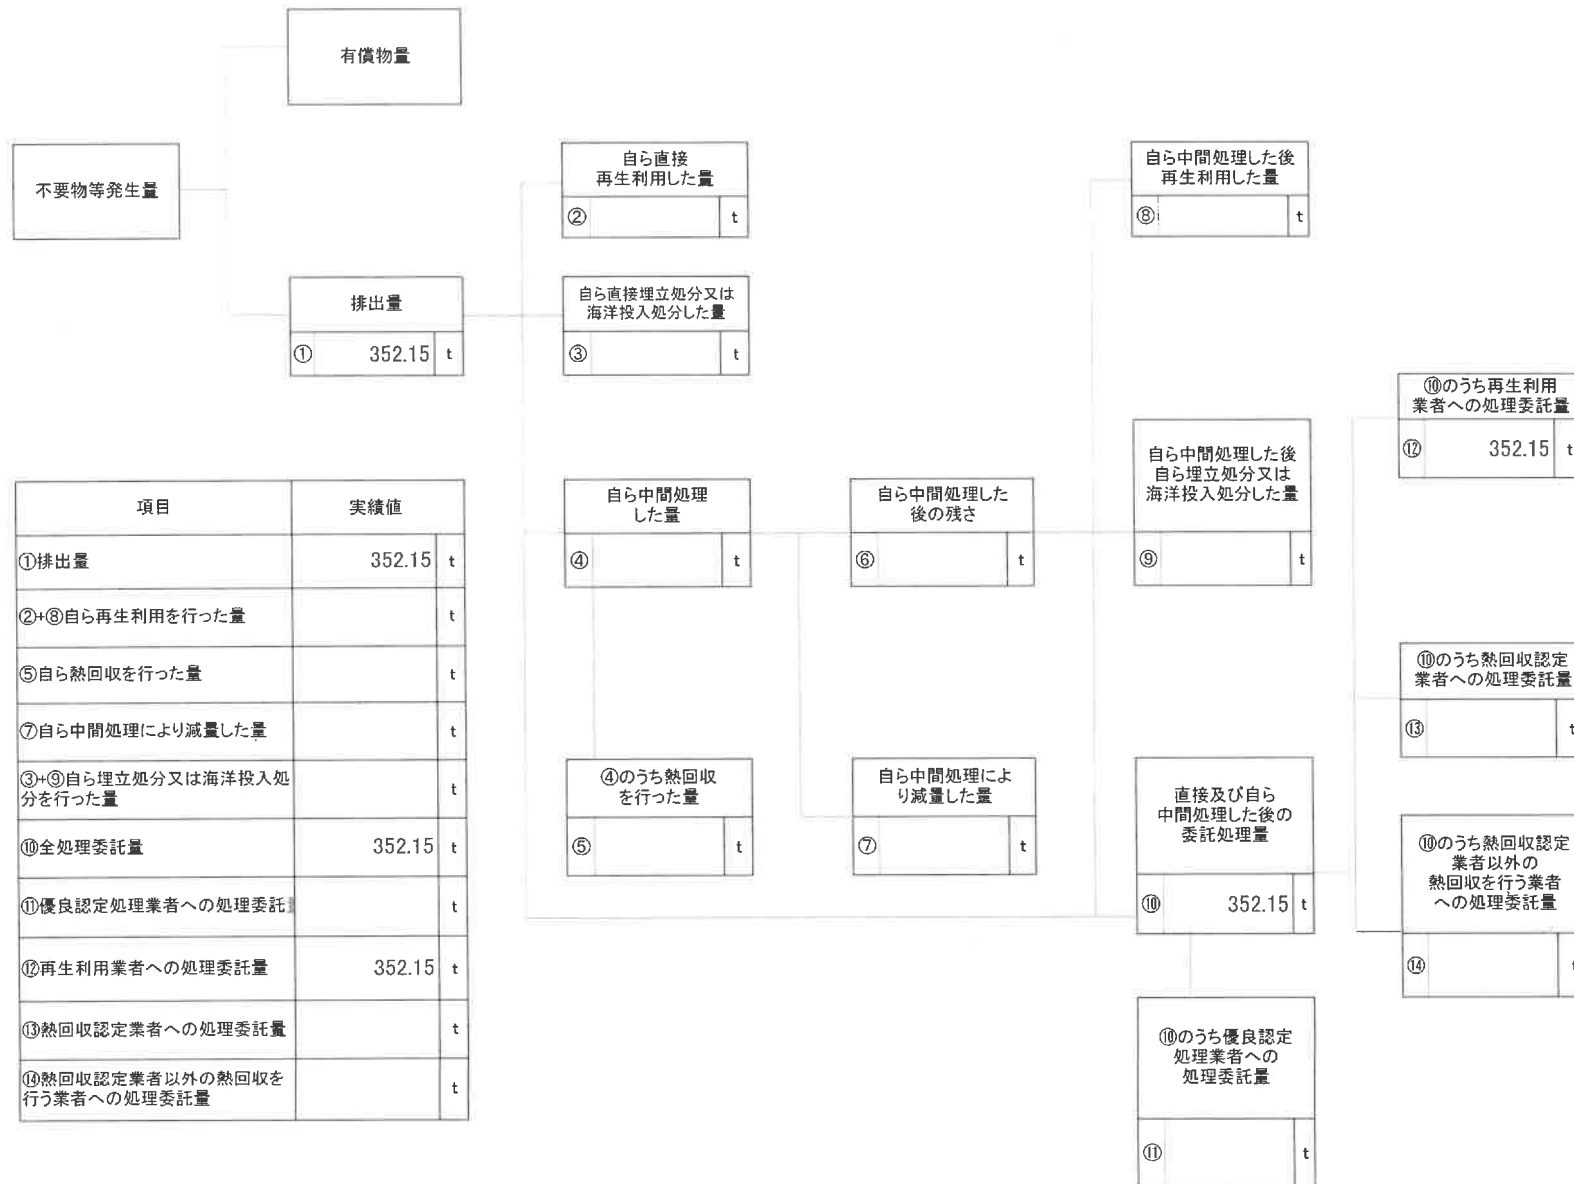 有償物量
不要物等発生量
排出量
① 352.15 t
自ら直接
再生利用した量
② t
自ら直接埋立処分又は
海洋投入処分した量
③ t
自ら中間処理
した量
④ t
④のうち熱回収
を行った量
⑤ t
自ら中間処理した
後の残さ
⑥ t
自ら中間処理によ
り減量した量
⑦ t
自ら中間処理した後
再生利用した量
⑧ t
自ら中間処理した後
自ら埋立処分又は
海洋投入処分した量
⑨ t
直接及び自ら
中間処理した後の
委託処理量
⑩ 352.15 t
⑩のうち優良認定
処理業者への
処理委託量
⑪ t
⑩のうち再生利用
業者への処理委託量
⑫ 352.15 t
⑩のうち熱回収認定
業者への処理委託量
⑬ t
⑩のうち熱回収認定
業者以外の
熱回収を行う業者
への処理委託量
⑭ t
項目 実績値
①排出量 352.15 t
②+⑧自ら再生利用を行った量 t
⑤自ら熱回収を行った量 t
⑦自ら中間処理により減量した量 t
③+⑨自ら埋立処分又は海洋投入処
分を行った量 t
⑩全処理委託量 352.15 t
⑪優良認定処理業者への処理委託 t
⑫再生利用業者への処理委託量 352.15 t
⑬熱回収認定業者への処理委託量 t
⑭熱回収認定業者以外の熱回収を
行う業者への処理委託量 t